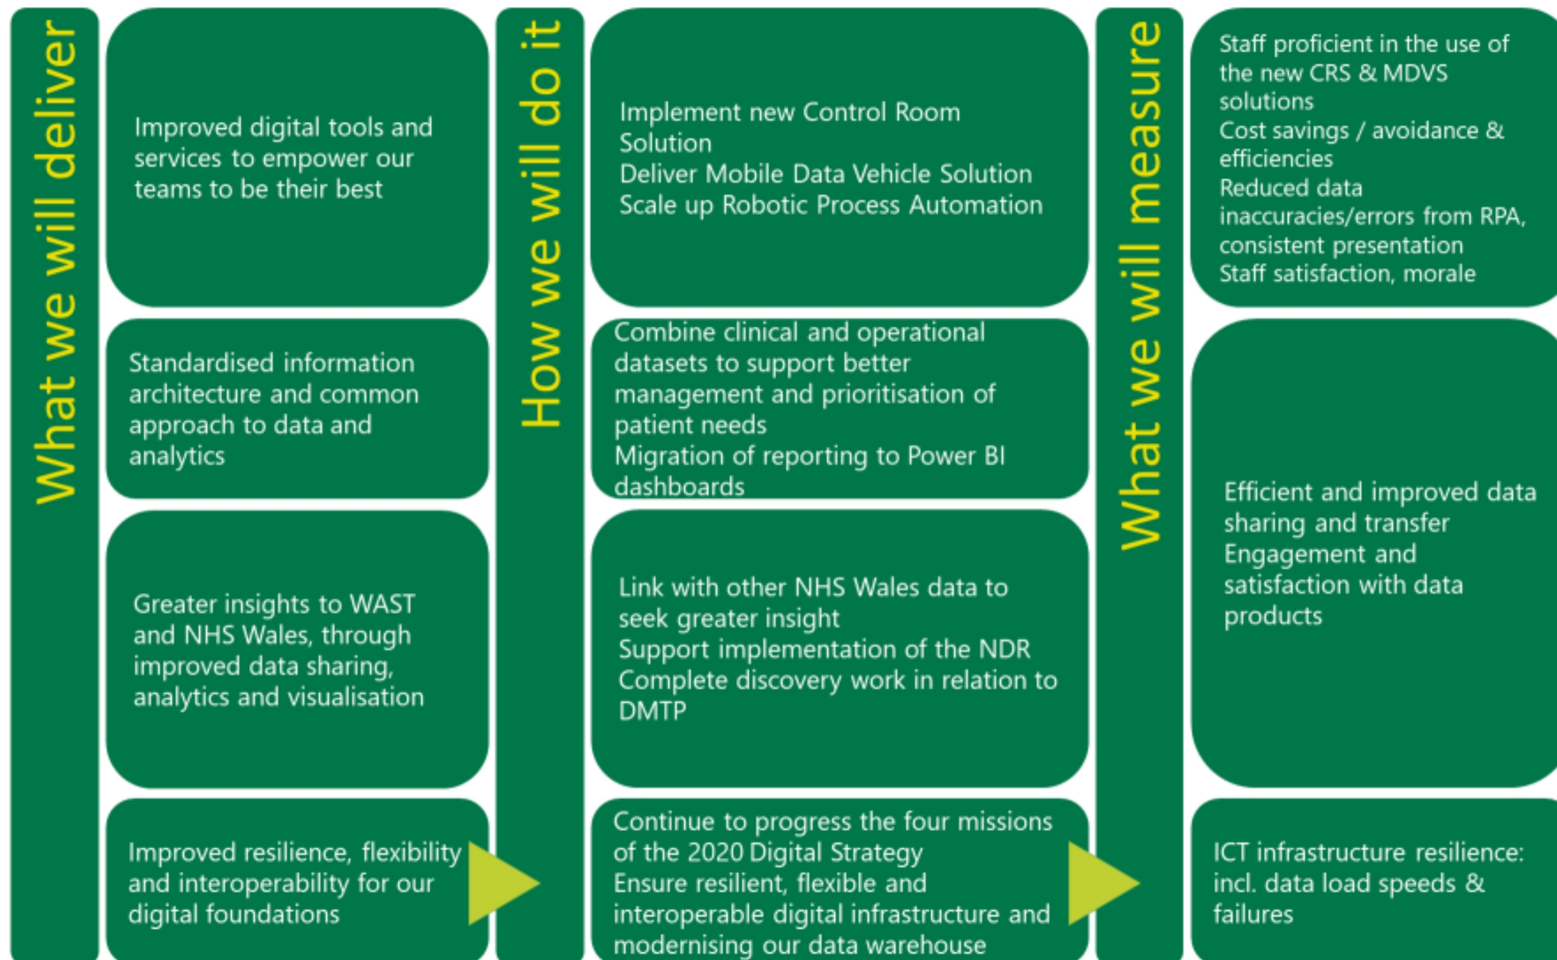 What we will deliver
Improved digital tools and
services to empower our
teams to be their best
Standardised information
architecture and common
approach to data and
analytics
Greater insights to WAST
and NHS Wales, through
improved data sharing,
analytics and visualisation
Improved resilience, flexibility
and interoperability for our
digital foundations
How we will do it
Implement new Control Room
Solution
Deliver Mobile Data Vehicle Solution
Scale up Robotic Process Automation
Combine clinical and operational
datasets to support better
management and prioritisation of
patient needs
Migration of reporting to Power BI
dashboards
Link with other NHS Wales data to
seek greater insight
Support implementation of the NDR
Complete discovery work in relation to
DMTP
Continue to progress the four missions
of the 2020 Digital Strategy
Ensure resilient, flexible and
interoperable digital infrastructure and
modernising our data warehouse
What we will measure
Staff proficient in the use of
the new CRS & MDVS
solutions
Cost savings / avoidance &
efficiencies
Reduced data
inaccuracies/errors from RPA,
consistent presentation
Staff satisfaction, morale
Efficient and improved data
sharing and transfer
Engagement and
satisfaction with data
products
ICT infrastructure resilience:
incl. data load speeds &
failures